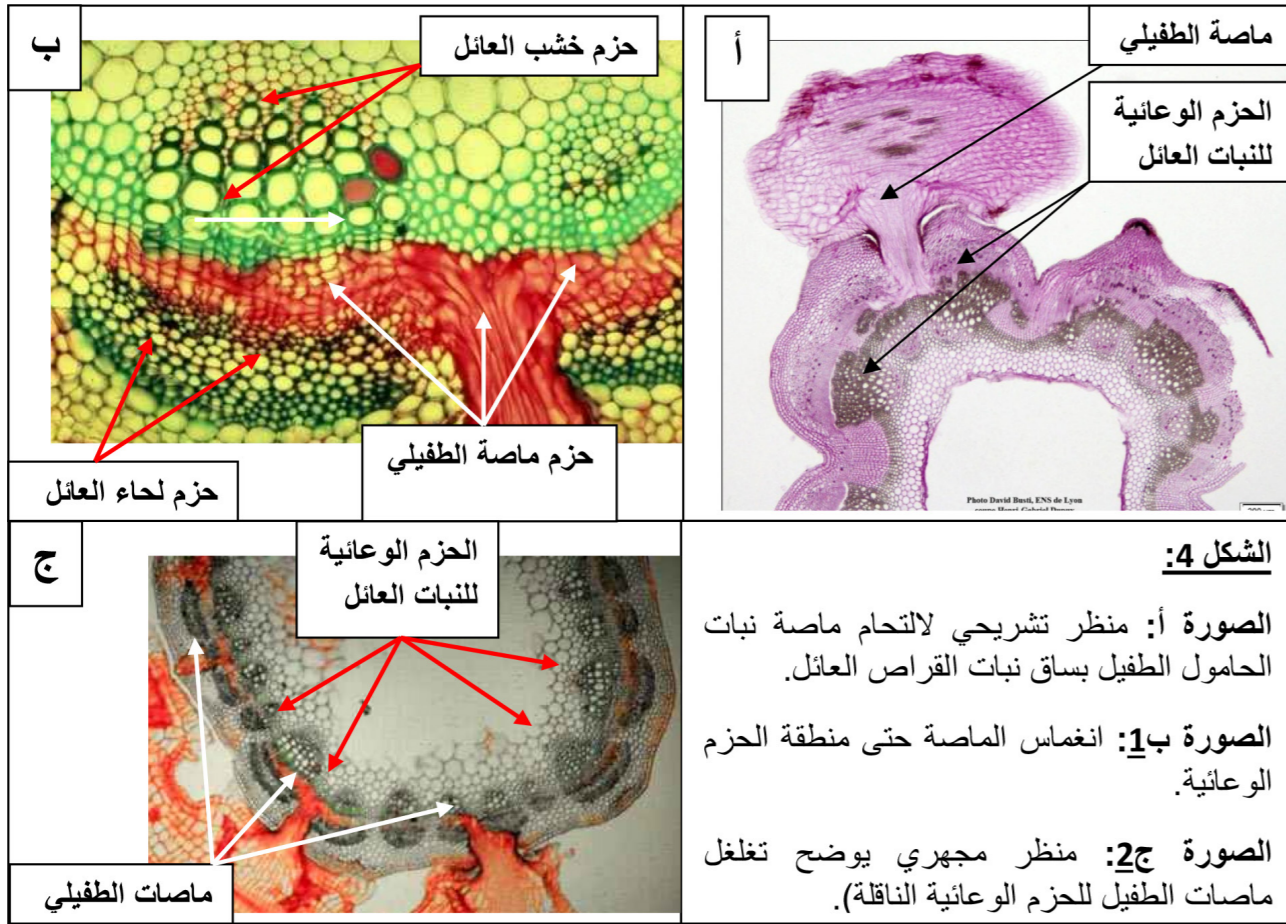 أ
ماصة الطفيلي
الحزم الوعائية
للنبات العائل
Photo David Busti, ENS de Lyon
ب
حزم خشب العائل
حزم ماصة الطفيلي
حزم لحاء العائل
الشكل 4:
الصورة أ: منظر تشريحي لالتحام ماصة نبات
الحامول الطفيل بساق نبات القراص العائل.
الصورة ب1: انغماس الماصة حتى منطقة الحزم
الوعائية.
الصورة ج2: منظر مجهري يوضح تغلغل
ماصات الطفيل للحزم الوعائية الناقلة).
ج
الحزم الوعائية
للنبات العائل
ماصات الطفيلي